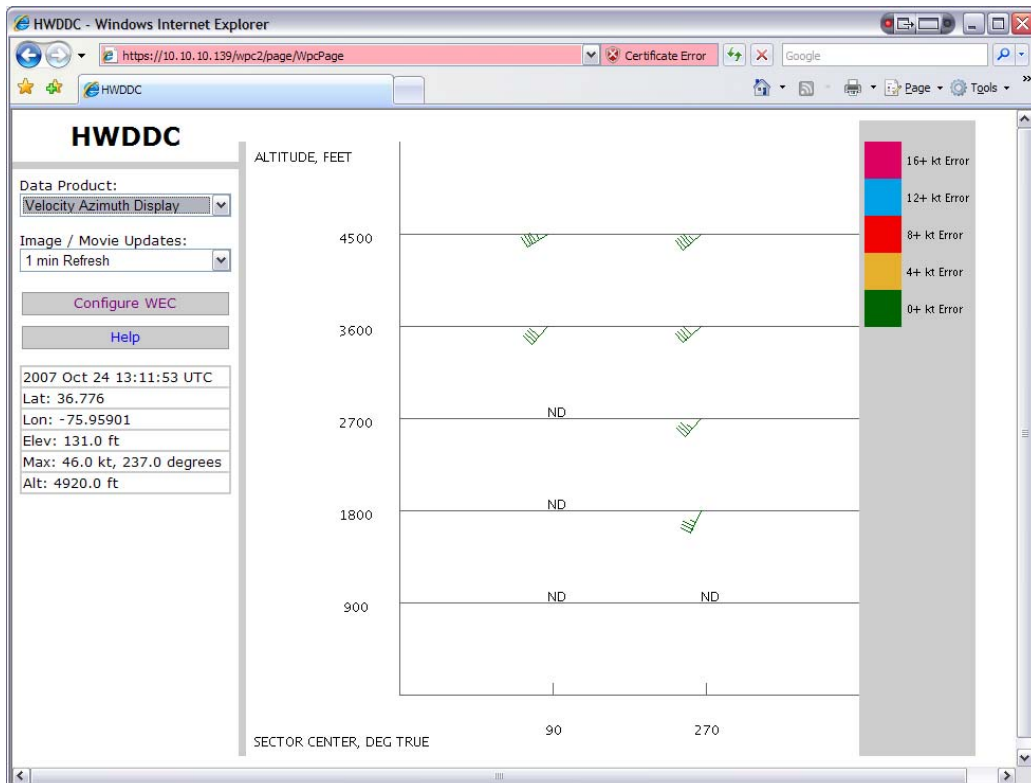 HWDDC - Windows Internet Explorer
https://10.10.10.139/wpc2/page/WpcPage
Certificate Error
Google
HWDDC
Page
Tools
HWDDC
Data Product:
Velocity Azimuth Display
Image / Movie Updates:
1 min Refresh
Configure WEC
Help
2007 Oct 24 13:11:53 UTC
Lat: 36.776
Lon: -75.95901
Elev: 131.0 ft
Max: 46.0 kt, 237.0 degrees
Alt: 4920.0 ft
ALTITUDE, FEET
4500
3600
ND
2700
ND
1800
ND ND
900
90 270
SECTOR CENTER, DEG TRUE
16+ kt Error
12+ kt Error
8+ kt Error
4+ kt Error
0+ kt Error